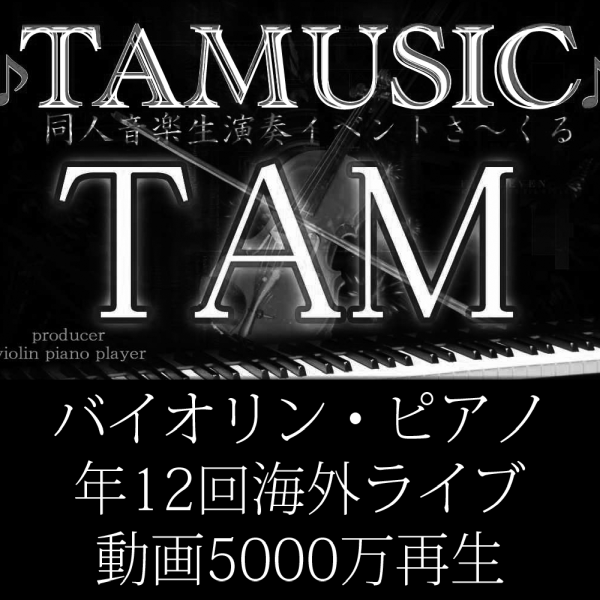 ♪TAMUSIC♪
同人音楽生演奏イベントさ〜くる
TAM
producer
violin piano player
バイオリン・ピアノ
年12回海外ライブ
動画5000万再生